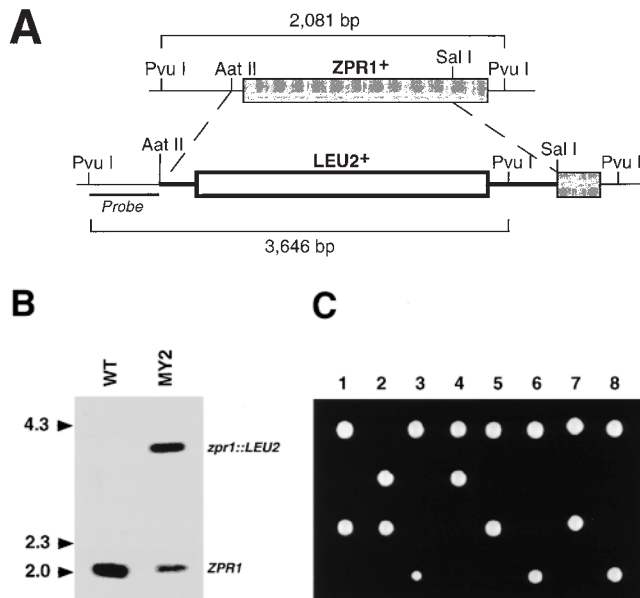 A
2,081 bp
Pvu I Aat II ZPR1+ Sal I Pvu I
Pvu I Aat II LEU2+ Pvu I Sal I Pvu I
Probe
3,646 bp
B
WT MY2
4.3 zpr1::LEU2
2.3
2.0 ZPR1
C
1 2 3 4 5 6 7 8